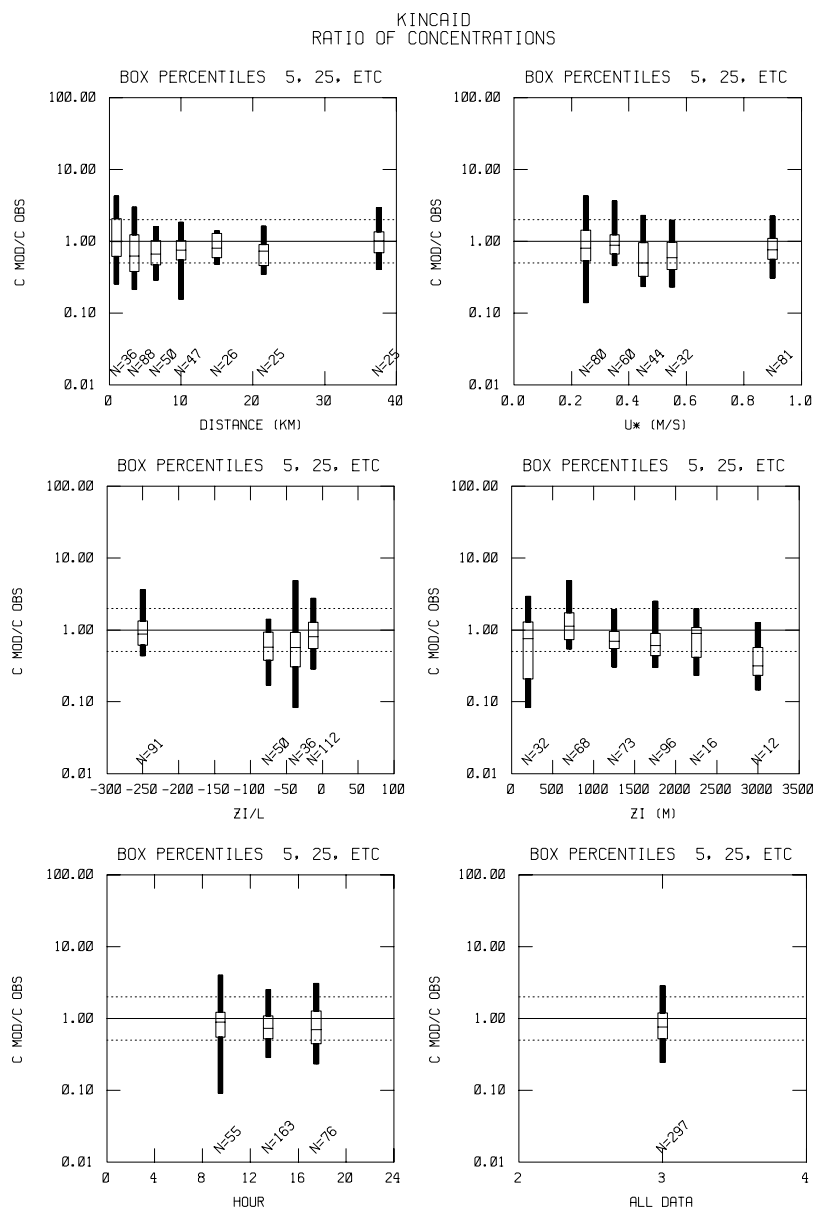 KINCAID
RATIO OF CONCENTRATIONS
BOX PERCENTILES 5, 25, ETC
100.00
10.00
1.00
0.10
0.01
C MOD/C OBS
N=36
N=88
N=50
N=47
N=26
N=25
N=25
0 10 20 30 40
DISTANCE (KM)
BOX PERCENTILES 5, 25, ETC
100.00
10.00
1.00
0.10
0.01
C MOD/C OBS
N=80
N=60
N=44
N=32
N=81
0.0 0.2 0.4 0.6 0.8 1.0
U* (M/S)
BOX PERCENTILES 5, 25, ETC
100.00
10.00
1.00
0.10
0.01
C MOD/C OBS
N=91
N=50
N=36
N=112
-300 -250 -200 -150 -100 -50 0 50 100
ZI/L
BOX PERCENTILES 5, 25, ETC
100.00
10.00
1.00
0.10
0.01
C MOD/C OBS
N=32
N=68
N=73
N=96
N=16
N=12
0 500 1000 1500 2000 2500 3000 3500
ZI (M)
BOX PERCENTILES 5, 25, ETC
100.00
10.00
1.00
0.10
0.01
C MOD/C OBS
N=55
N=163
N=76
0 4 8 12 16 20 24
HOUR
BOX PERCENTILES 5, 25, ETC
100.00
10.00
1.00
0.10
0.01
C MOD/C OBS
N=297
2 3 4
ALL DATA